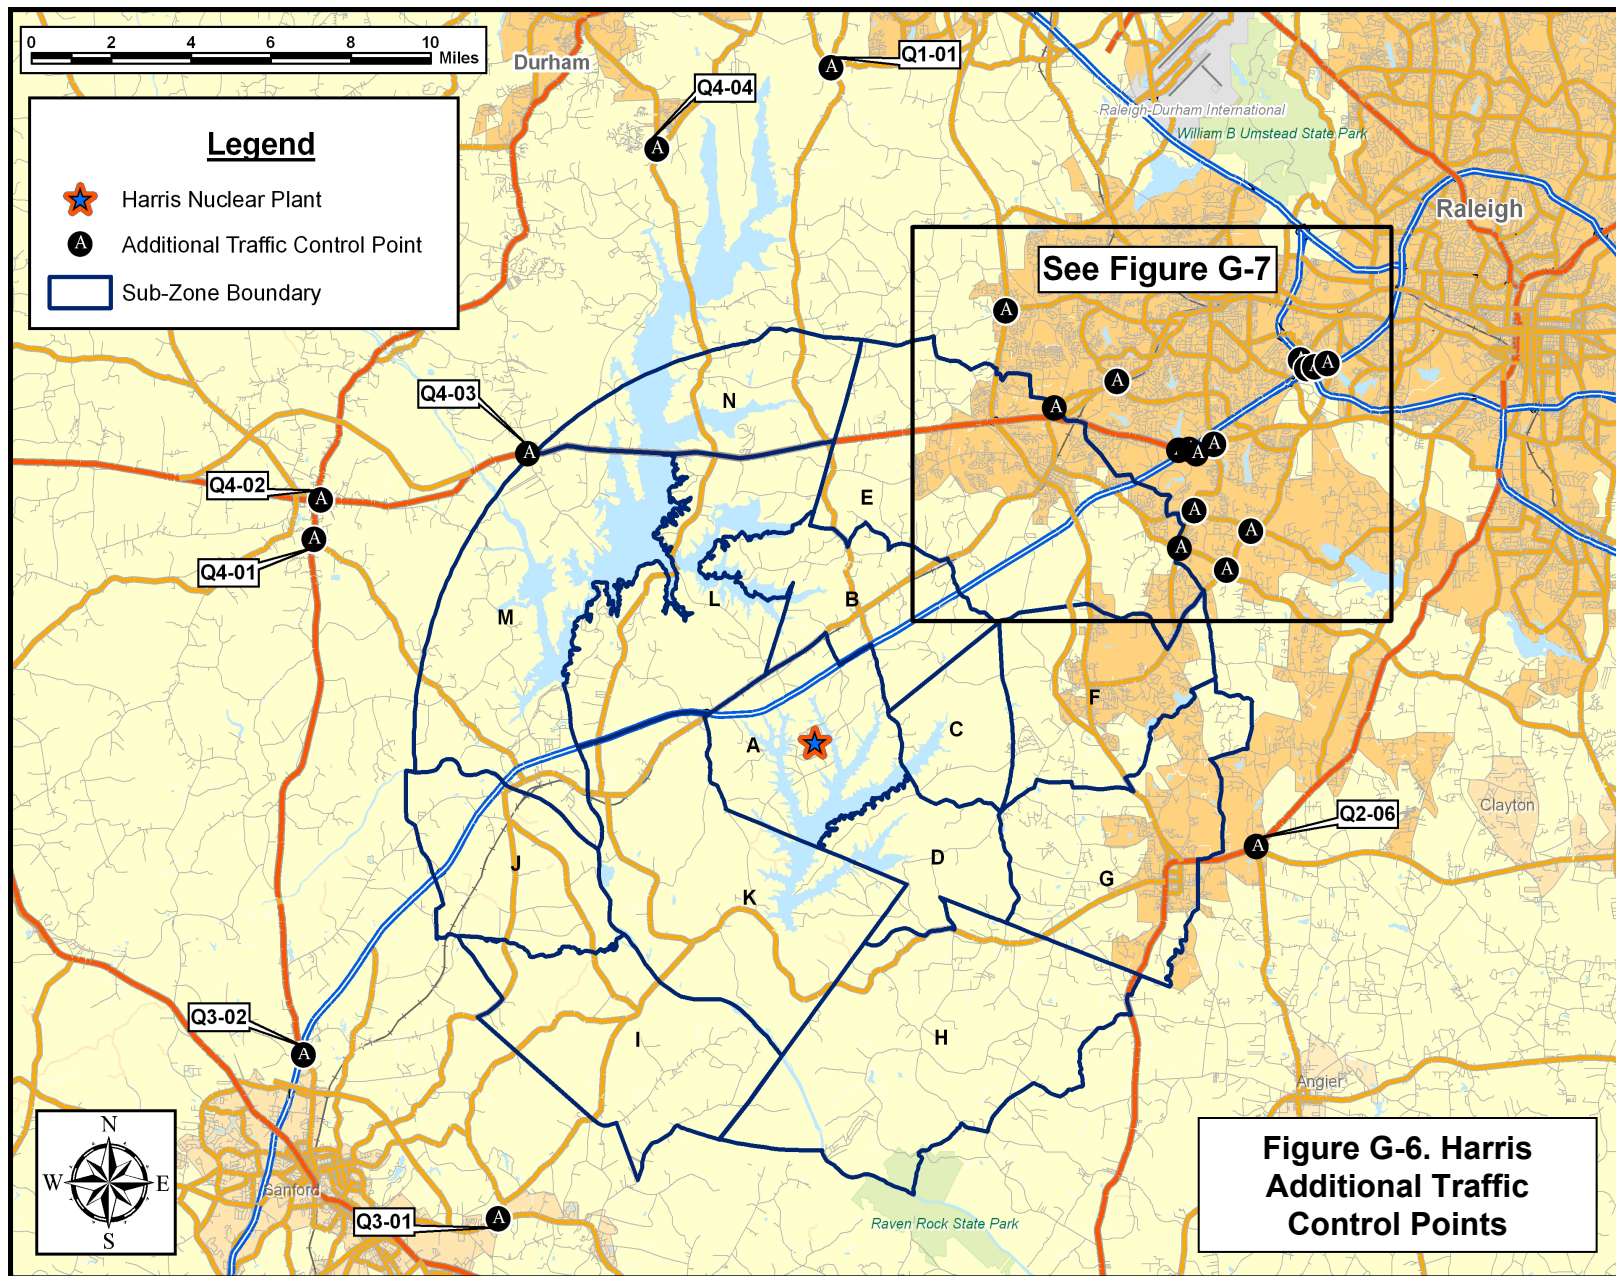 0 2 4 6 8 10
Miles
Durham
Q1-01
A
Q4-04
A
Legend
Harris Nuclear Plant
A Additional Traffic Control Point
Sub-Zone Boundary
Raleigh-Durham International
William B Umstead State Park
Raleigh
See Figure G-7
A
A
A
A
A
A
A
A
A
A
A
A
A
Q4-03
A
N
Q4-02
A
E
Q4-01
A
M
L
B
F
A
C
Clayton
Q2-06
A
J
D
G
K
Q3-02
A
I
H
Angier
N
W E
S
Sanford
Q3-01
A
Raven Rock State Park
Figure G-6. Harris
Additional Traffic
Control Points